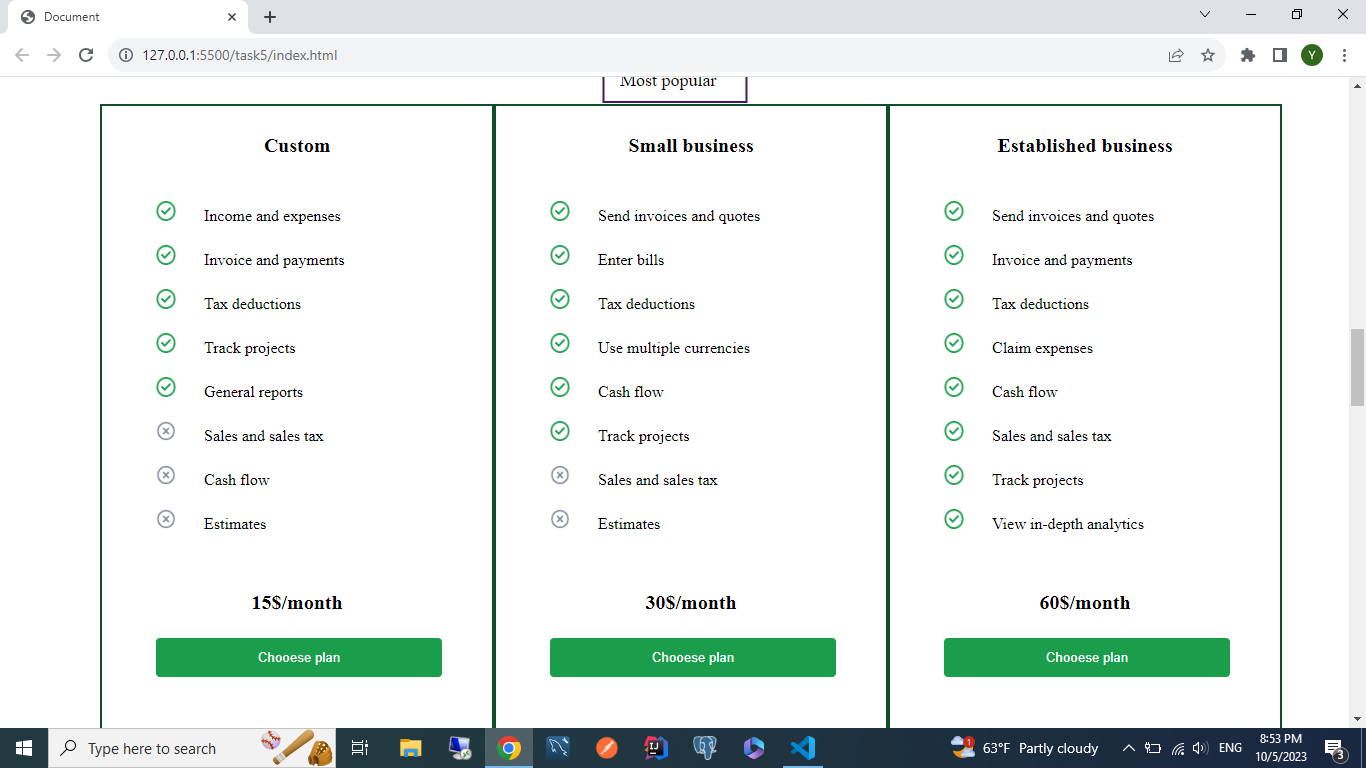 Document
127.0.0.1:5500/task5/index.html
Y
Most popular
Custom
Income and expenses
Invoice and payments
Tax deductions
Track projects
General reports
Sales and sales tax
Cash flow
Estimates
15$/month
Chooese plan
Small business
Send invoices and quotes
Enter bills
Tax deductions
Use multiple currencies
Cash flow
Track projects
Sales and sales tax
Estimates
30$/month
Chooese plan
Established business
Send invoices and quotes
Invoice and payments
Tax deductions
Claim expenses
Cash flow
Sales and sales tax
Track projects
View in-depth analytics
60$/month
Chooese plan
Type here to search
1
63°F Partly cloudy
ENG
8:53 PM
10/5/2023
3